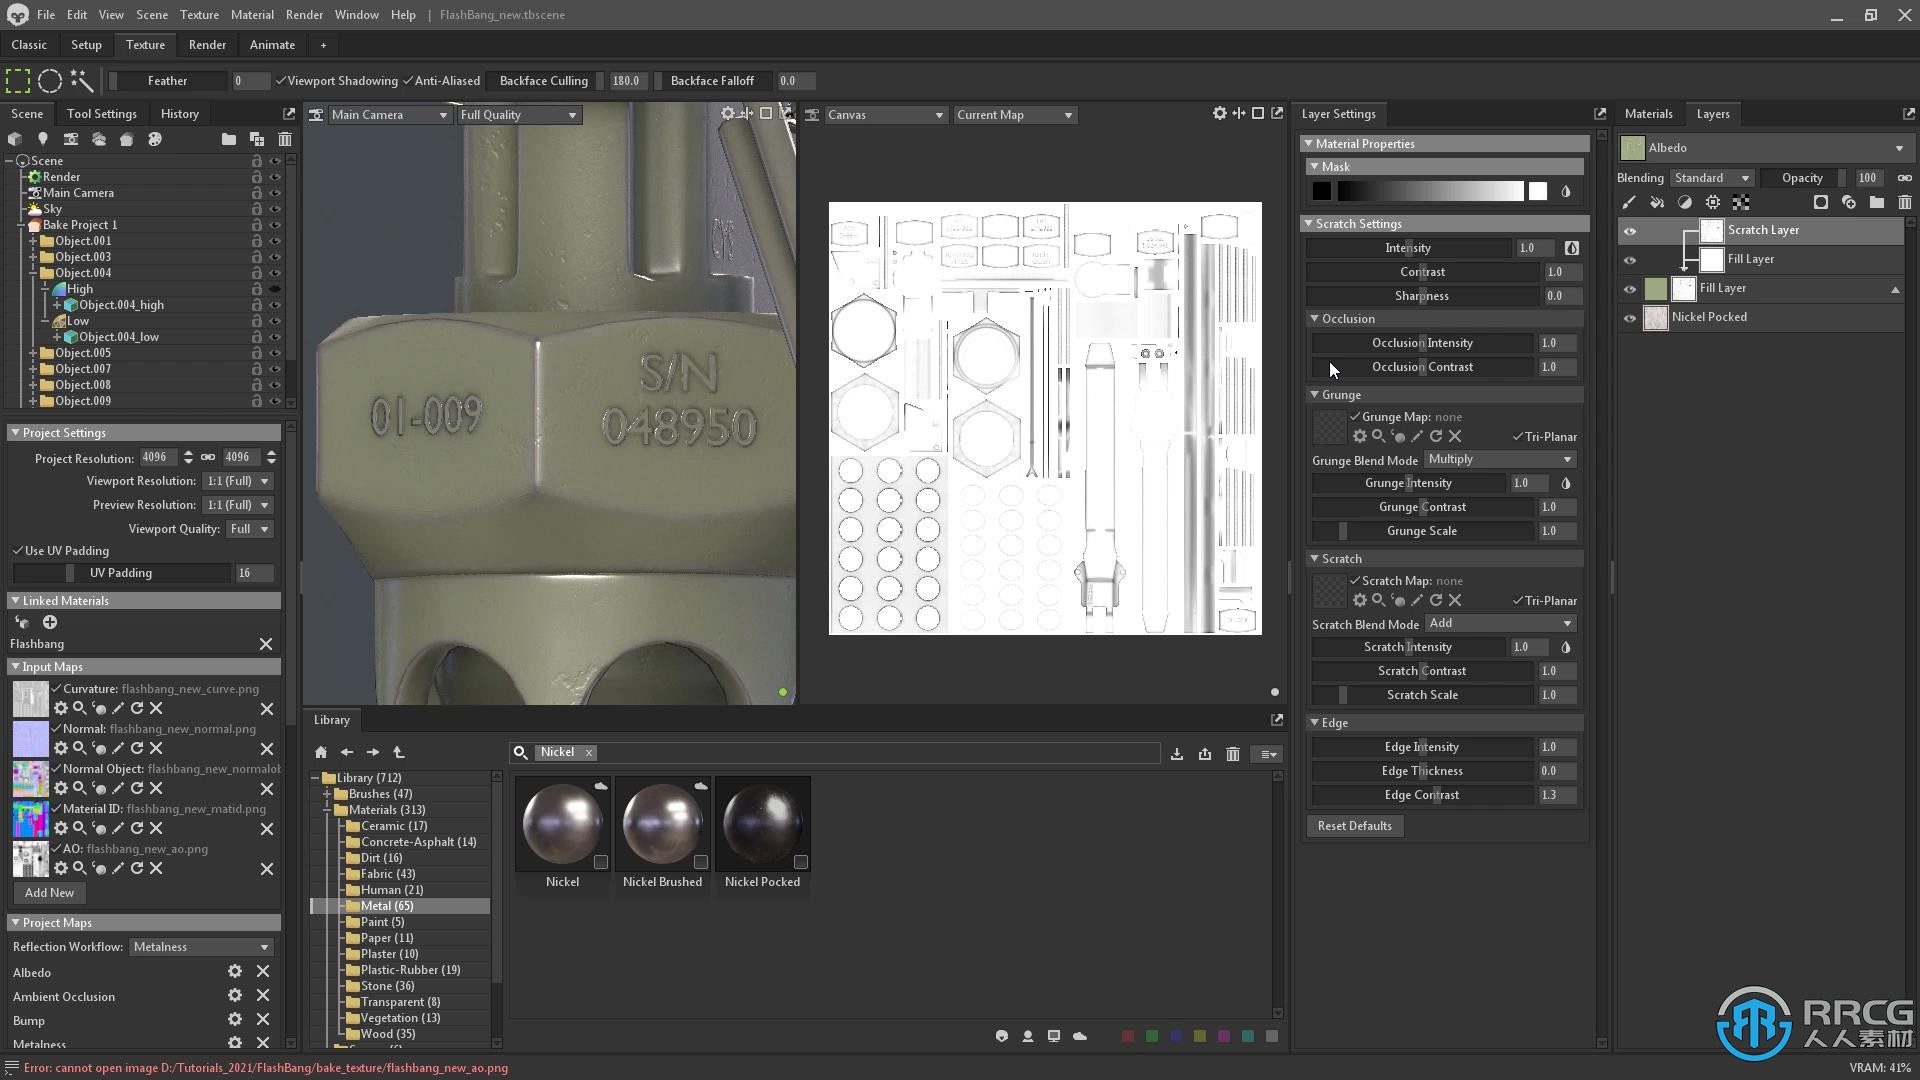 File Edit View Scene Texture Material Render Window Help | FlashBang_new.tbscene
Classic Setup Texture Render Animate +
Feather 0 Viewport Shadowing Anti-Aliased Backface Culling 180.0 Backface Falloff 0.0
Scene Tool Settings History
Scene
Render
Main Camera
Sky
Bake Project 1
Object.001
Object.003
Object.004
High
Object.004_high
Low
Object.004_low
Object.005
Object.007
Object.008
Object.009
Project Settings
Project Resolution: 4096 4096
Viewport Resolution: 1:1 (Full)
Preview Resolution: 1:1 (Full)
Viewport Quality: Full
Use UV Padding
UV Padding 16
Linked Materials
Flashbang
Input Maps
Curvature: flashbang_new_curve.png
Normal: flashbang_new_normal.png
Normal Object: flashbang_new_normalob
Material ID: flashbang_new_matid.png
AO: flashbang_new_ao.png
Add New
Project Maps
Reflection Workflow: Metalness
Albedo
Ambient Occlusion
Bump
Metalness
Main Camera Full Quality
01-009
S/N
048950
Canvas Current Map
Library
Nickel x
Library (712)
Brushes (47)
Materials (313)
Ceramic (17)
Concrete-Asphalt (14)
Dirt (16)
Fabric (43)
Human (21)
Metal (65)
Paint (5)
Paper (11)
Plaster (10)
Plastic-Rubber (19)
Stone (36)
Transparent (8)
Vegetation (13)
Wood (35)
Nickel
Nickel Brushed
Nickel Pocked
Layer Settings
Material Properties
Mask
Scratch Settings
Intensity 1.0
Contrast 1.0
Sharpness 0.0
Occlusion
Occlusion Intensity 1.0
Occlusion Contrast 1.0
Grunge
Grunge Map: none
Tri-Planar
Grunge Blend Mode Multiply
Grunge Intensity 1.0
Grunge Contrast 1.0
Grunge Scale 1.0
Scratch
Scratch Map: none
Tri-Planar
Scratch Blend Mode Add
Scratch Intensity 1.0
Scratch Contrast 1.0
Scratch Scale 1.0
Edge
Edge Intensity 1.0
Edge Thickness 0.0
Edge Contrast 1.3
Reset Defaults
Materials Layers
Albedo
Blending Standard Opacity 100
Scratch Layer
Fill Layer
Fill Layer
Nickel Pocked
RRCG
人人素材
Error: cannot open image D:/Tutorials_2021/FlashBang/bake_texture/flashbang_new_ao.png
VRAM: 41%